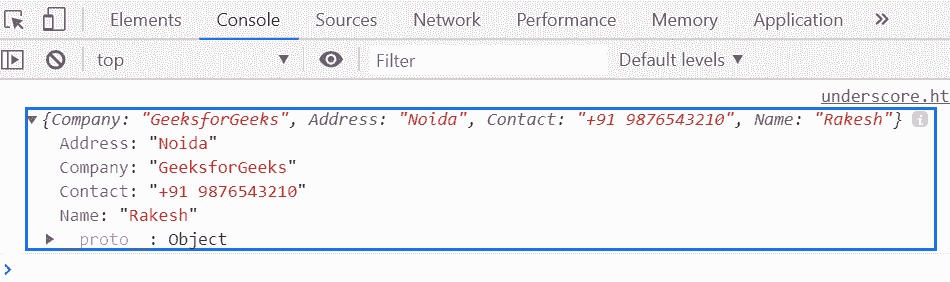 Elements Console Sources Network Performance Memory Application »
top ▼ Filter Default levels ▼
underscore.ht
▼{Company: "GeeksforGeeks", Address: "Noida", Contact: "+91 9876543210", Name: "Rakesh"} i
Address: "Noida"
Company: "GeeksforGeeks"
Contact: "+91 9876543210"
Name: "Rakesh"
▶ __proto__: Object
>